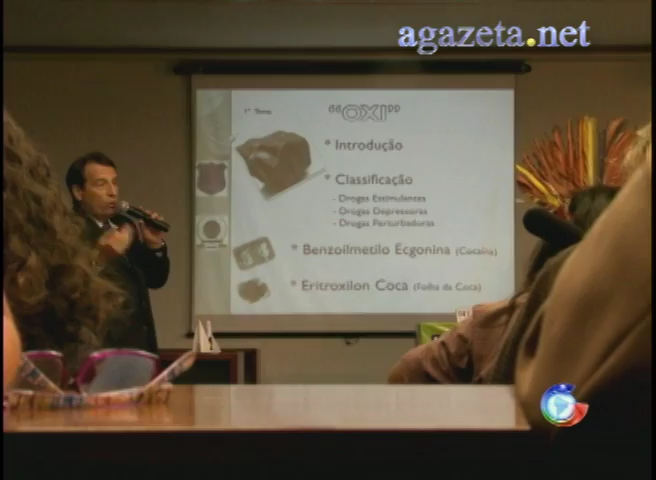 agazeta.net
1º Tema
"OXI"
* Introdução
* Classificação
- Drogas Estimulantes
- Drogas Depressoras
- Drogas Perturbadoras
* Benzoilmetilo Ecgonina (Cocaína)
* Eritroxilon Coca (Folha da Coca)